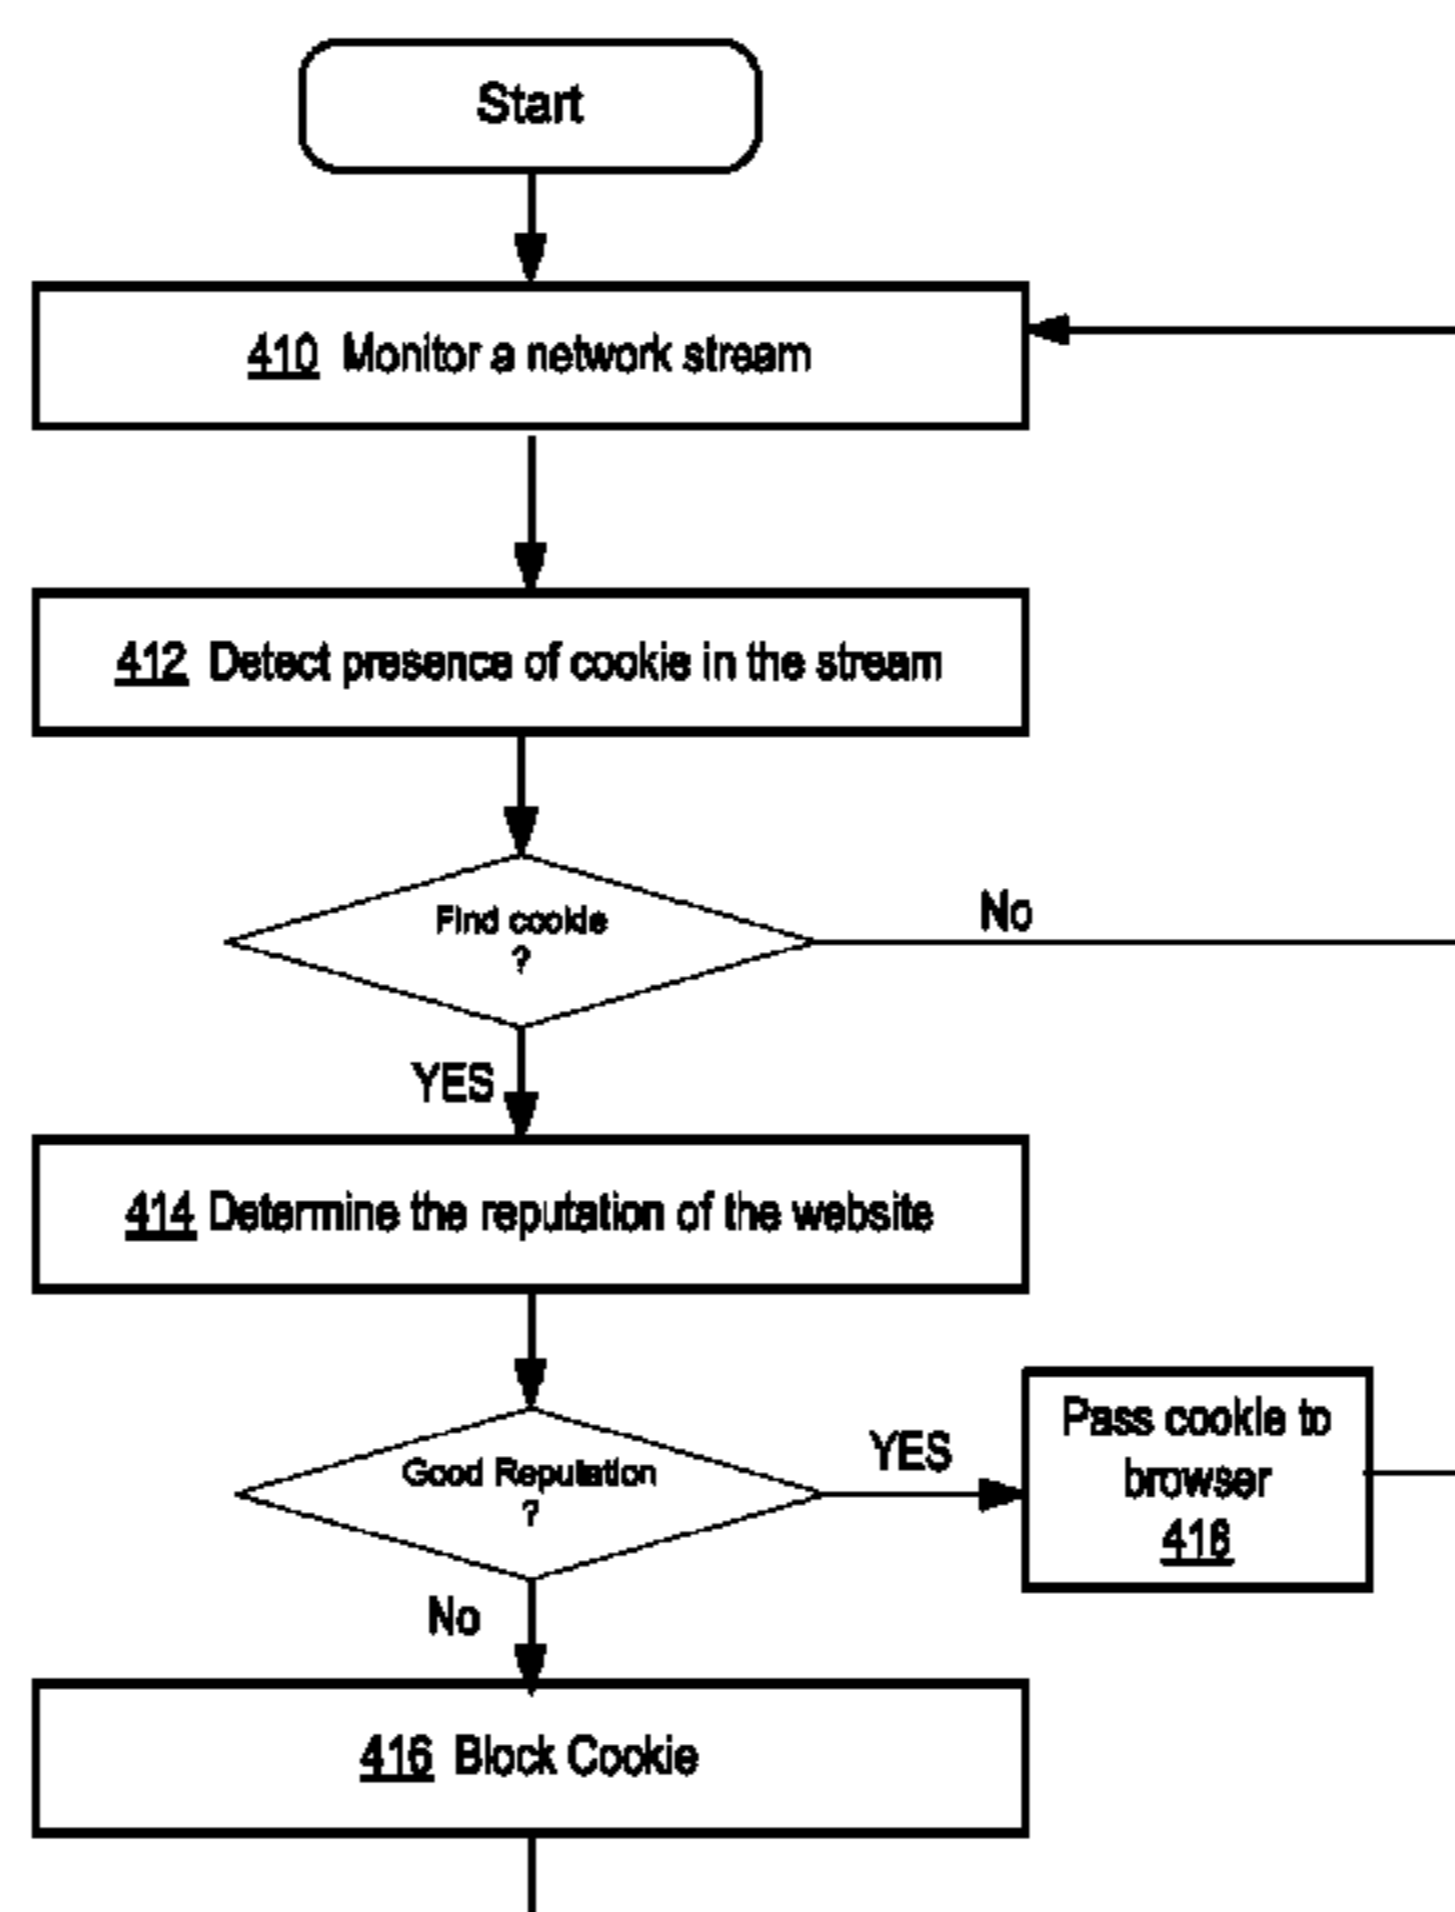 Start
410 Monitor a network stream
412 Detect presence of cookie in the stream
Find cookie
?
No
YES
414 Determine the reputation of the website
Good Reputation
?
YES
Pass cookie to
browser
418
No
416 Block Cookie